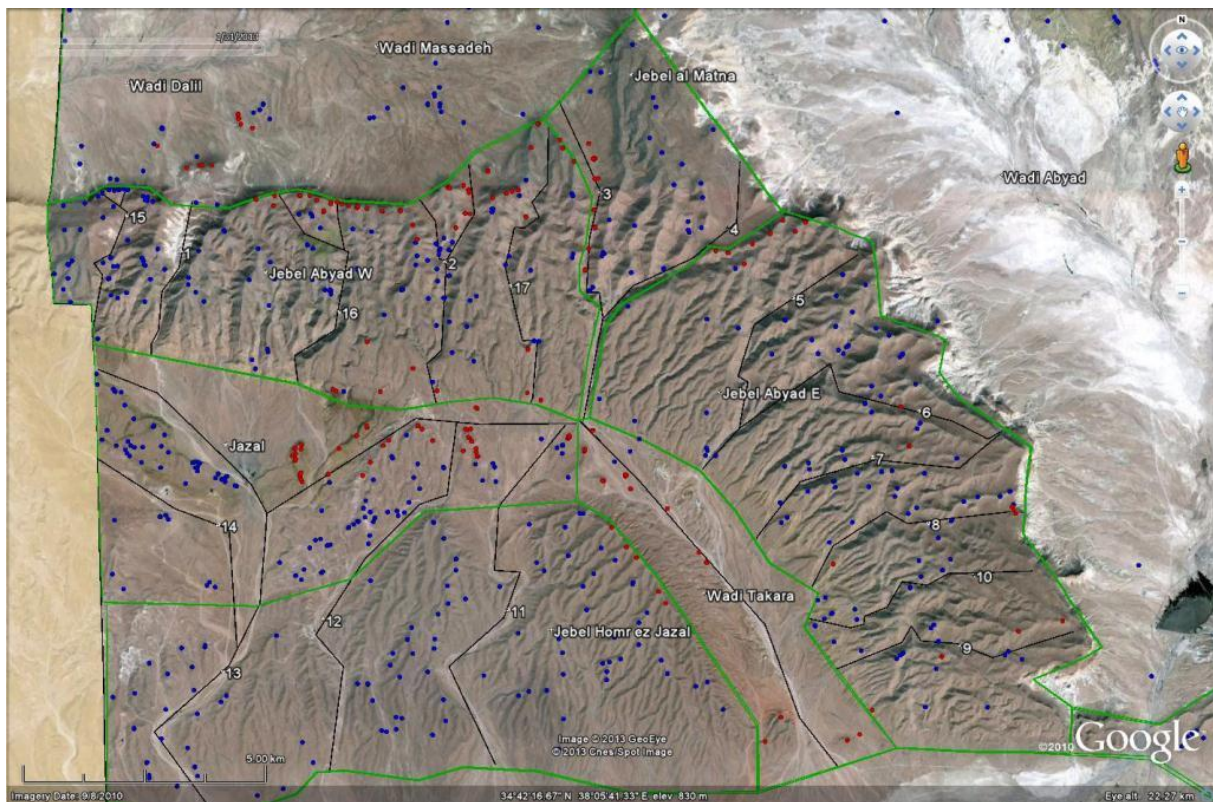 Wadi Massadeh
Jebel al Matna
N
Wadi Abyad
3
15
4
1
2
Jebel Abyad W
17
5
16
Jebel Abyad E
6
Jazal
7
14
8
10
Wadi Takara
11
12
Jebel Homr ez Jazal
9
13
Image © 2013 GeoEye
© 2013 Cnes/Spot Image
Google
5.00 km
Imagery Date: 9/8/2010
34°42'16.67" N 38°05'41.33" E elev 830 m
Eye alt 22.27 km